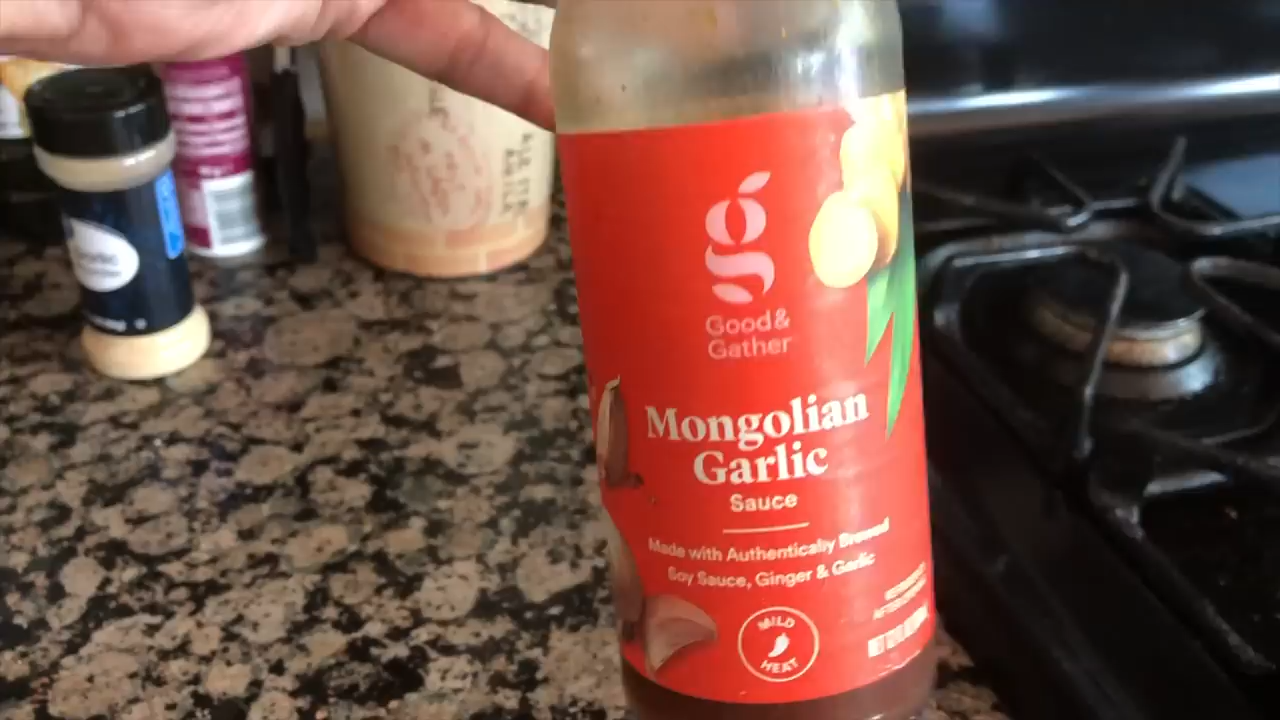 Good&
Gather
Mongolian
Garlic
Sauce
Made with Authentically Brewed
Soy Sauce, Ginger & Garlic
MILD
HEAT